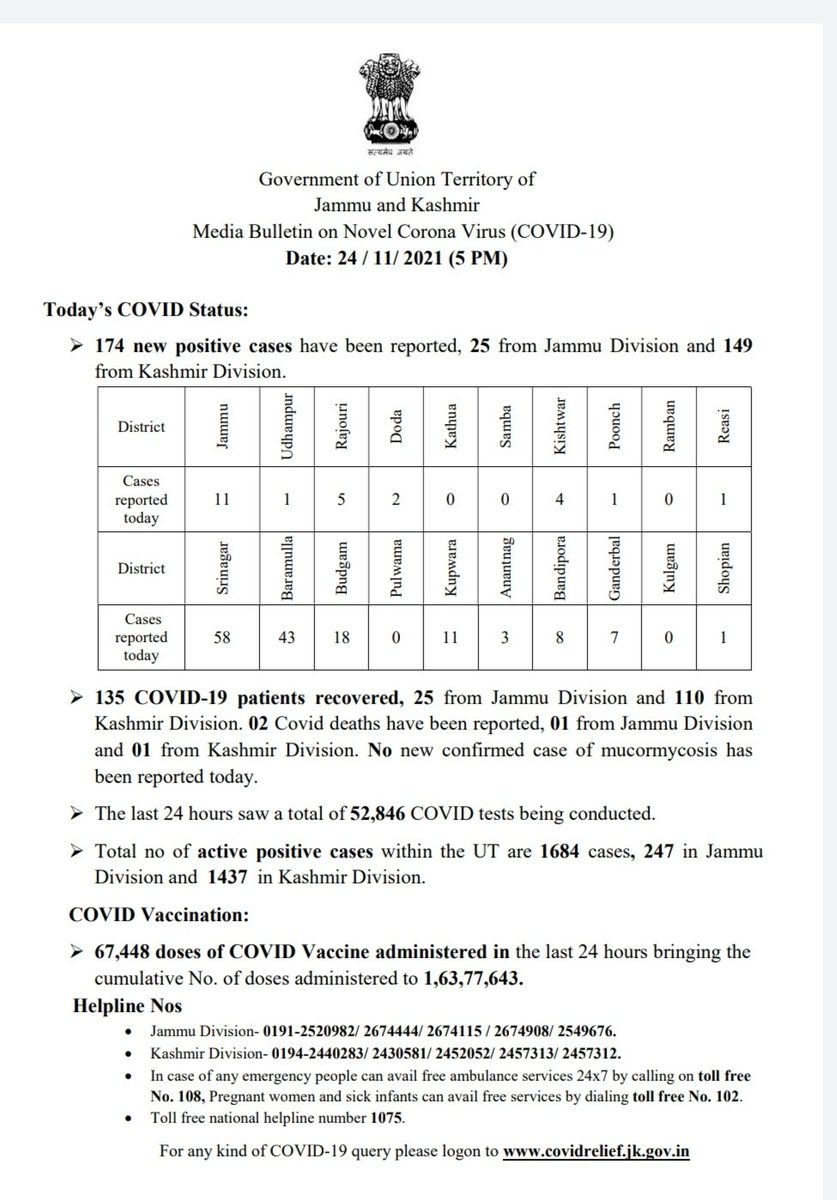 सत्यमेव जयते
Government of Union Territory of
Jammu and Kashmir
Media Bulletin on Novel Corona Virus (COVID-19)
Date: 24 / 11/ 2021 (5 PM)
Today’s COVID Status:
➢ 174 new positive cases have been reported, 25 from Jammu Division and 149
from Kashmir Division.
District Jammu Udhampur Rajouri Doda Kathua Samba Kishtwar Poonch Ramban Reasi
Cases
reported
today 11 1 5 2 0 0 4 1 0 1
District Srinagar Baramulla Budgam Pulwama Kupwara Anantnag Bandipora Ganderbal Kulgam Shopian
Cases
reported
today 58 43 18 0 11 3 8 7 0 1
➢ 135 COVID-19 patients recovered, 25 from Jammu Division and 110 from
Kashmir Division. 02 Covid deaths have been reported, 01 from Jammu Division
and 01 from Kashmir Division. No new confirmed case of mucormycosis has
been reported today.
➢ The last 24 hours saw a total of 52,846 COVID tests being conducted.
➢ Total no of active positive cases within the UT are 1684 cases, 247 in Jammu
Division and 1437 in Kashmir Division.
COVID Vaccination:
➢ 67,448 doses of COVID Vaccine administered in the last 24 hours bringing the
cumulative No. of doses administered to 1,63,77,643.
Helpline Nos
• Jammu Division- 0191-2520982/ 2674444/ 2674115 / 2674908/ 2549676.
• Kashmir Division- 0194-2440283/ 2430581/ 2452052/ 2457313/ 2457312.
• In case of any emergency people can avail free ambulance services 24x7 by calling on toll free
No. 108, Pregnant women and sick infants can avail free services by dialing toll free No. 102.
• Toll free national helpline number 1075.
For any kind of COVID-19 query please logon to www.covidrelief.jk.gov.in